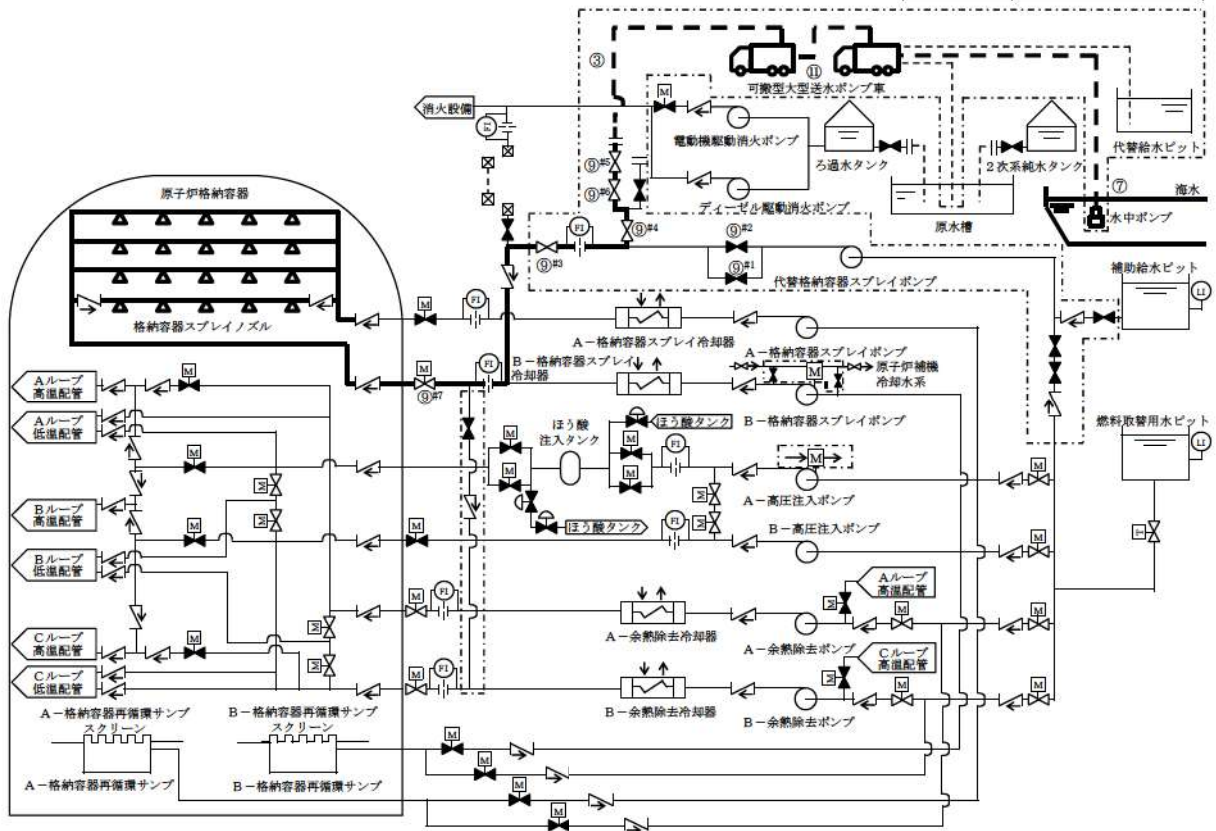 ③
⑪
可搬型大型送水ポンプ車
M
消火設備
FI
電動機駆動消火ポンプ
ろ過水タンク
2次系純水タンク
代替給水ピット
⑨#5
⑨#6
ディーゼル駆動消火ポンプ
原水槽
⑦
海水
水中ポンプ
原子炉格納容器
⑨#4
⑨#2
FI
⑨#3
⑨#1
代替格納容器スプレイポンプ
補助給水ピット
LI
M
FI
格納容器スプレイノズル
A-格納容器スプレイ冷却器
A-格納容器スプレイポンプ
M
FI
B-格納容器スプレイ
冷却器
M
原子炉補機
冷却水系
⑨#7
B-格納容器スプレイポンプ
燃料取替用水ピット
LI
Aループ
高温配管
M
Aループ
低温配管
ほう酸
注入タンク
ほう酸タンク
M
M
FI
M
M
M
M
M
A-高圧注入ポンプ
M
M
Bループ
高温配管
M
M
ほう酸タンク
M
M
FI
B-高圧注入ポンプ
M
T
Bループ
低温配管
Aループ
高温配管
M
FI
M
M
M
M
A-余熱除去冷却器
A-余熱除去ポンプ
Cループ
高温配管
M
M
Cループ
高温配管
Cループ
低温配管
M
FI
M
M
M
B-余熱除去冷却器
B-余熱除去ポンプ
A-格納容器再循環サンプ
スクリーン
B-格納容器再循環サンプ
スクリーン
M
M
A-格納容器再循環サンプ
B-格納容器再循環サンプ
M
M